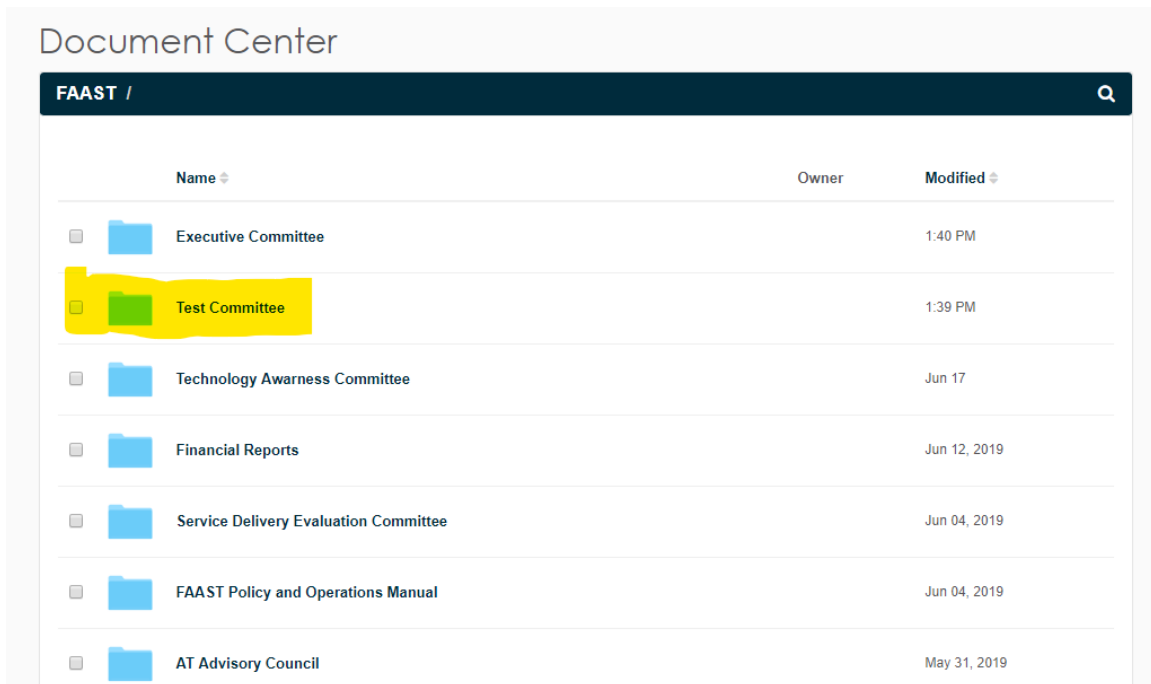 Document Center
FAAST /
Name Owner Modified
Executive Committee 1:40 PM
Test Committee 1:39 PM
Technology Awarness Committee Jun 17
Financial Reports Jun 12, 2019
Service Delivery Evaluation Committee Jun 04, 2019
FAAST Policy and Operations Manual Jun 04, 2019
AT Advisory Council May 31, 2019